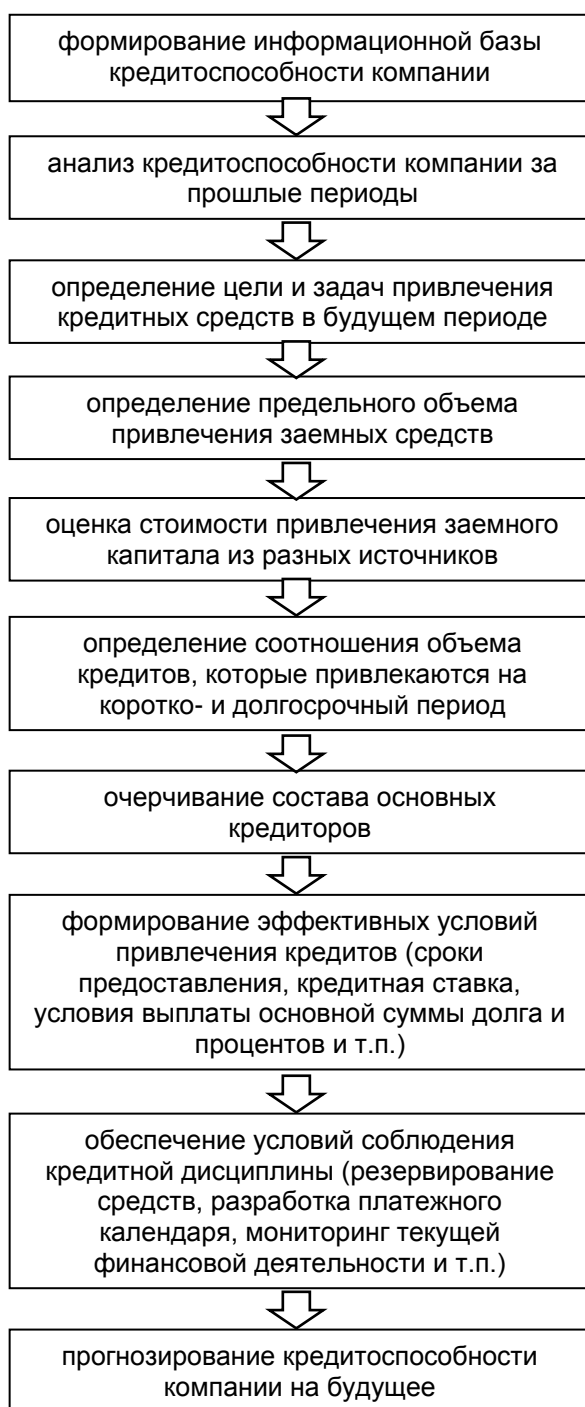 формирование информационной базы
кредитоспособности компании
анализ кредитоспособности компании за
прошлые периоды
определение цели и задач привлечения
кредитных средств в будущем периоде
определение предельного объема
привлечения заемных средств
оценка стоимости привлечения заемного
капитала из разных источников
определение соотношения объема
кредитов, которые привлекаются на
коротко- и долгосрочный период
очерчивание состава основных
кредиторов
формирование эффективных условий
привлечения кредитов (сроки
предоставления, кредитная ставка,
условия выплаты основной суммы долга и
процентов и т.п.)
обеспечение условий соблюдения
кредитной дисциплины (резервирование
средств, разработка платежного
календаря, мониторинг текущей
финансовой деятельности и т.п.)
прогнозирование кредитоспособности
компании на будущее